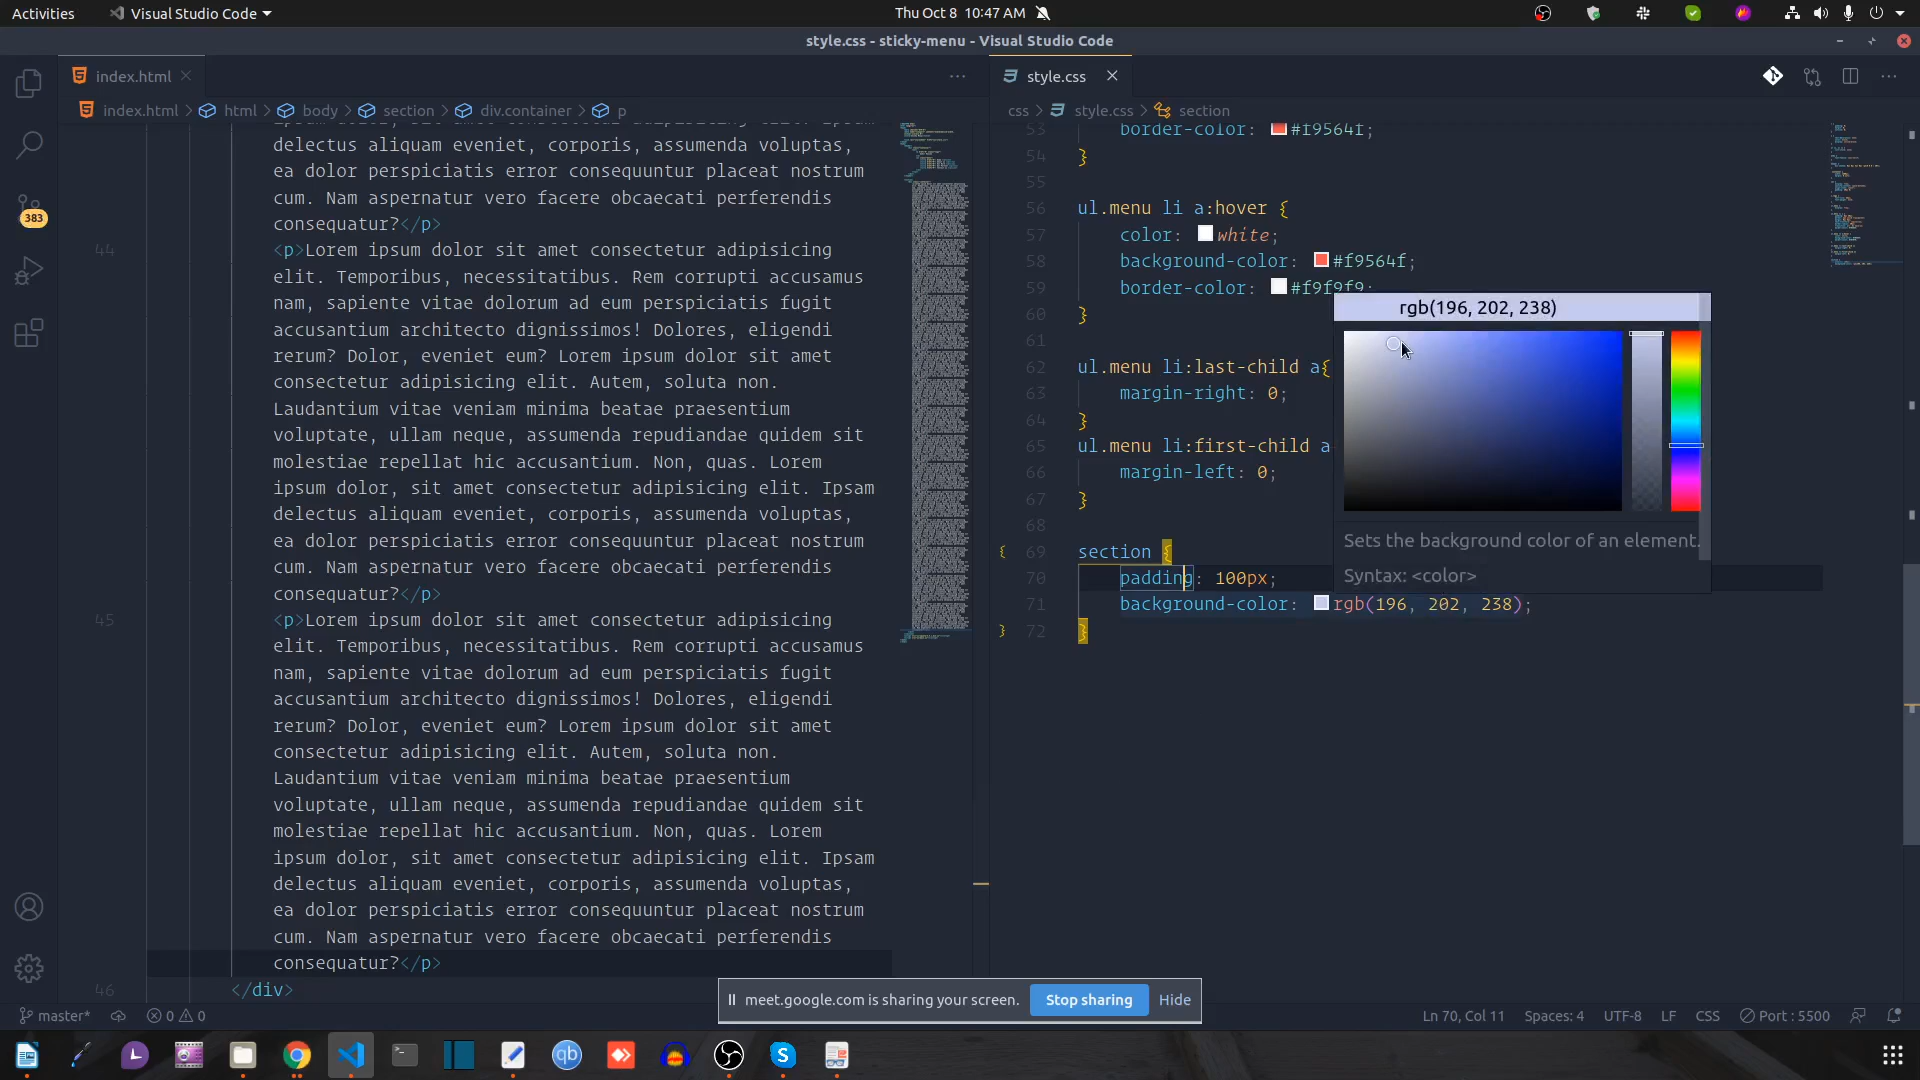 Activities
Visual Studio Code
Thu Oct 8 10:47 AM
style.css - sticky-menu - Visual Studio Code
index.html
index.html > html > body > section > div.container > p
delectus aliquam eveniet, corporis, assumenda voluptas,
ea dolor perspiciatis error consequuntur placeat nostrum
cum. Nam aspernatur vero facere obcaecati perferendis
consequatur?</p>
44 <p>Lorem ipsum dolor sit amet consectetur adipisicing
elit. Temporibus, necessitatibus. Rem corrupti accusamus
nam, sapiente vitae dolorum ad eum perspiciatis fugit
accusantium architecto dignissimos! Dolores, eligendi
rerum? Dolor, eveniet eum? Lorem ipsum dolor sit amet
consectetur adipisicing elit. Autem, soluta non.
Laudantium vitae veniam minima beatae praesentium
voluptate, ullam neque, assumenda repudiandae quidem sit
molestiae repellat hic accusantium. Non, quas. Lorem
ipsum dolor, sit amet consectetur adipisicing elit. Ipsam
delectus aliquam eveniet, corporis, assumenda voluptas,
ea dolor perspiciatis error consequuntur placeat nostrum
cum. Nam aspernatur vero facere obcaecati perferendis
consequatur?</p>
45 <p>Lorem ipsum dolor sit amet consectetur adipisicing
elit. Temporibus, necessitatibus. Rem corrupti accusamus
nam, sapiente vitae dolorum ad eum perspiciatis fugit
accusantium architecto dignissimos! Dolores, eligendi
rerum? Dolor, eveniet eum? Lorem ipsum dolor sit amet
consectetur adipisicing elit. Autem, soluta non.
Laudantium vitae veniam minima beatae praesentium
voluptate, ullam neque, assumenda repudiandae quidem sit
molestiae repellat hic accusantium. Non, quas. Lorem
ipsum dolor, sit amet consectetur adipisicing elit. Ipsam
delectus aliquam eveniet, corporis, assumenda voluptas,
ea dolor perspiciatis error consequuntur placeat nostrum
cum. Nam aspernatur vero facere obcaecati perferendis
consequatur?</p>
46 </div>
style.css
css > style.css > section
53 border-color: #f9564f;
54 }
55
56 ul.menu li a:hover {
57 color: white;
58 background-color: #f9564f;
59 border-color: #f9f9f9;
60 }
61
62 ul.menu li:last-child a{
63 margin-right: 0;
64 }
65 ul.menu li:first-child a
66 margin-left: 0;
67 }
68
69 section {
70 padding: 100px;
71 background-color: rgb(196, 202, 238);
72 }
rgb(196, 202, 238)
Sets the background color of an element.
Syntax: <color>
383
meet.google.com is sharing your screen.
Stop sharing
Hide
master*
0 0
Ln 70, Col 11
Spaces: 4
UTF-8
LF
CSS
Port : 5500
qb